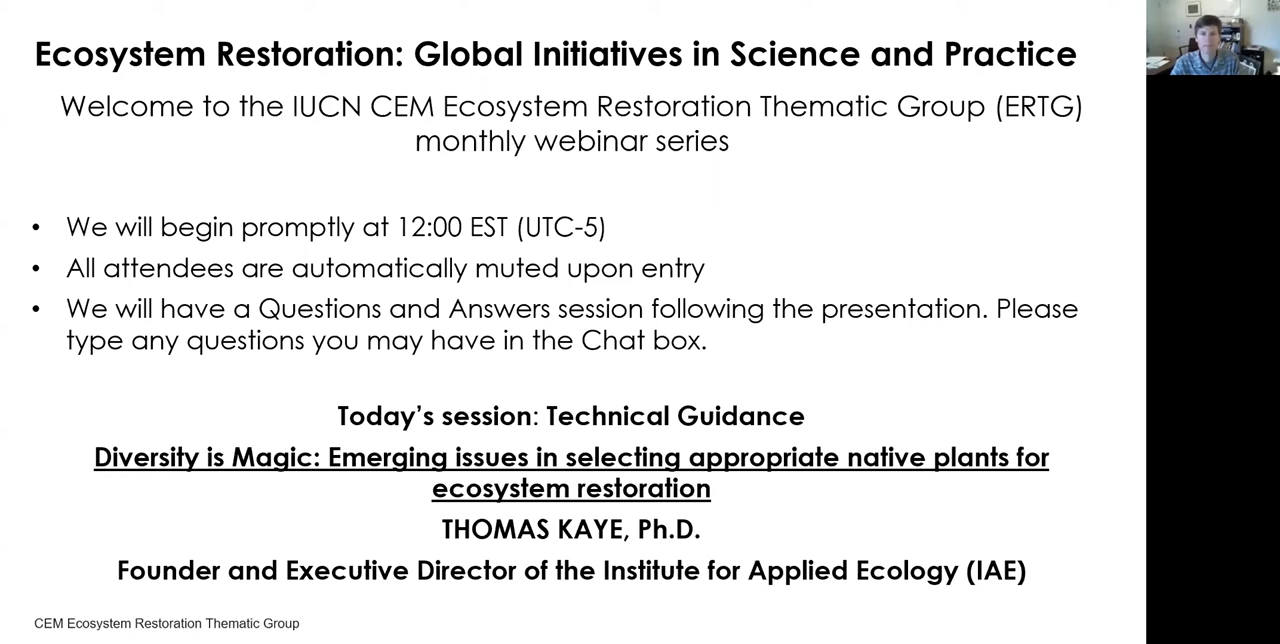 Ecosystem Restoration: Global Initiatives in Science and Practice
Welcome to the IUCN CEM Ecosystem Restoration Thematic Group (ERTG)
monthly webinar series
• We will begin promptly at 12:00 EST (UTC-5)
• All attendees are automatically muted upon entry
• We will have a Questions and Answers session following the presentation. Please
type any questions you may have in the Chat box.
Today’s session: Technical Guidance
Diversity is Magic: Emerging issues in selecting appropriate native plants for
ecosystem restoration
THOMAS KAYE, Ph.D.
Founder and Executive Director of the Institute for Applied Ecology (IAE)
CEM Ecosystem Restoration Thematic Group